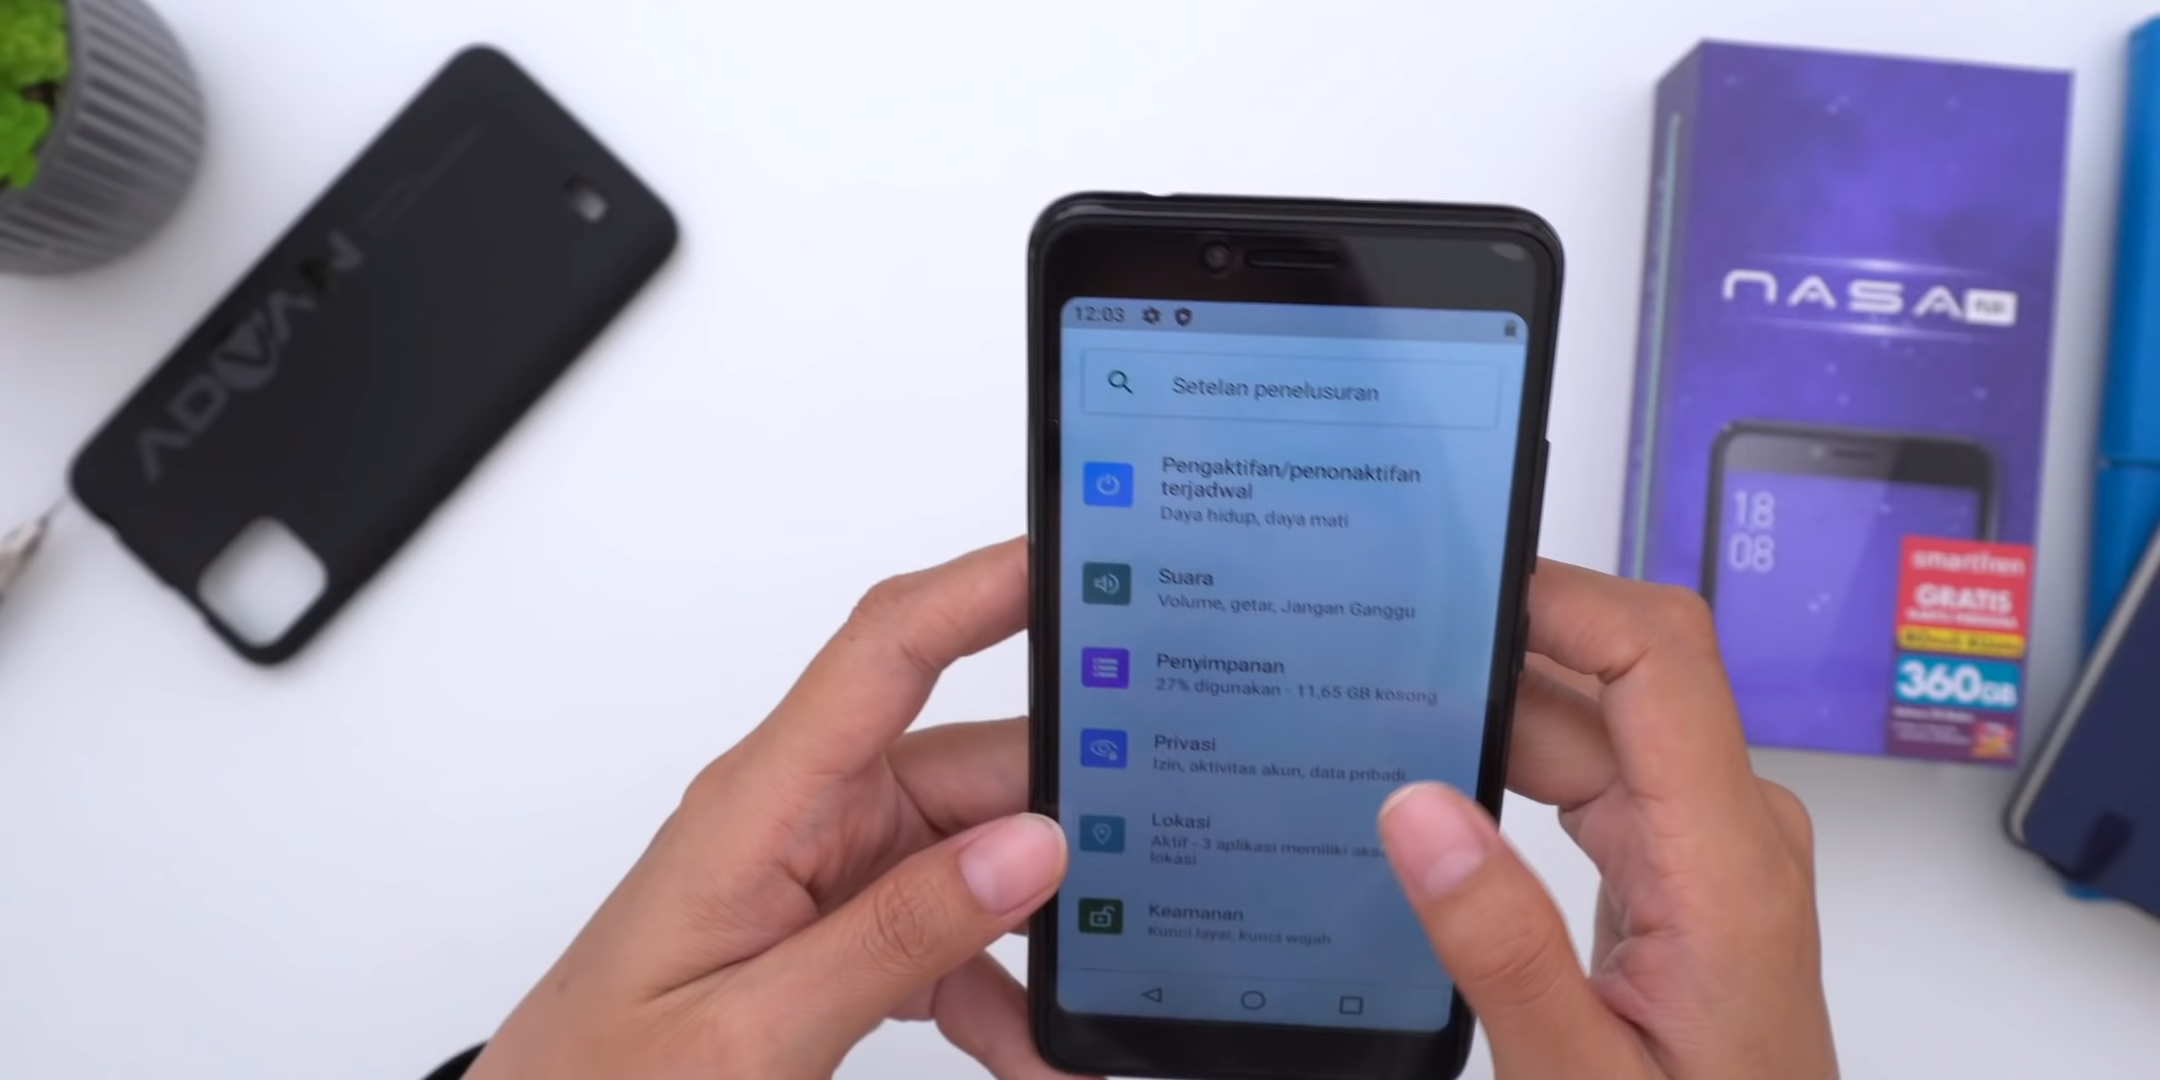 ADVAN
12:03
Setelan penelusuran
Pengaktifan/penonaktifan
terjadwal
Daya hidup, daya mati
Suara
Volume, getar, Jangan Ganggu
Penyimpanan
27% digunakan - 11,65 GB kosong
Privasi
Izin, aktivitas akun, data pribadi
Lokasi
Aktif - 3 aplikasi memiliki
lokasi
Keamanan
Kunci layar, kunci wajah
NASA
18
08
smartfren
GRATIS
360GB